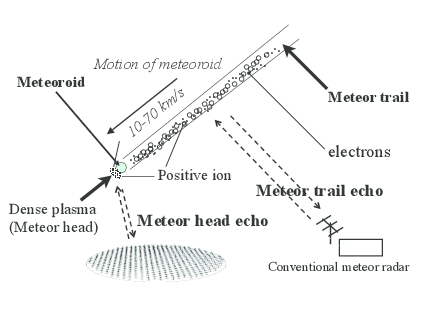 Motion of meteoroid
Meteoroid
10-70 km/s
Meteor trail
electrons
Positive ion
Meteor trail echo
Dense plasma
(Meteor head)
Meteor head echo
Conventional meteor radar